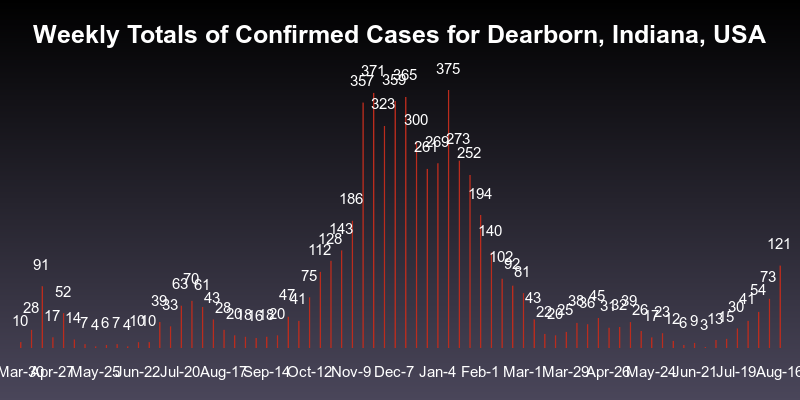 Weekly Totals of Confirmed Cases for Dearborn, Indiana, USA
10 28 91 17 52 14 7 4 6 7 4 10 10 39 33 63 70 61 43 28 20 18 16 18 20 47 41 75 112 128 143 186 357 371 323 359 365 300 261 269 375 273 252 194 140 102 92 81 43 22 20 25 38 36 45 31 32 39 26 17 23 12 6 9 3 13 15 30 41 54 73 121
Mar-30 Apr-27 May-25 Jun-22 Jul-20 Aug-17 Sep-14 Oct-12 Nov-9 Dec-7 Jan-4 Feb-1 Mar-1 Mar-29 Apr-26 May-24 Jun-21 Jul-19 Aug-16